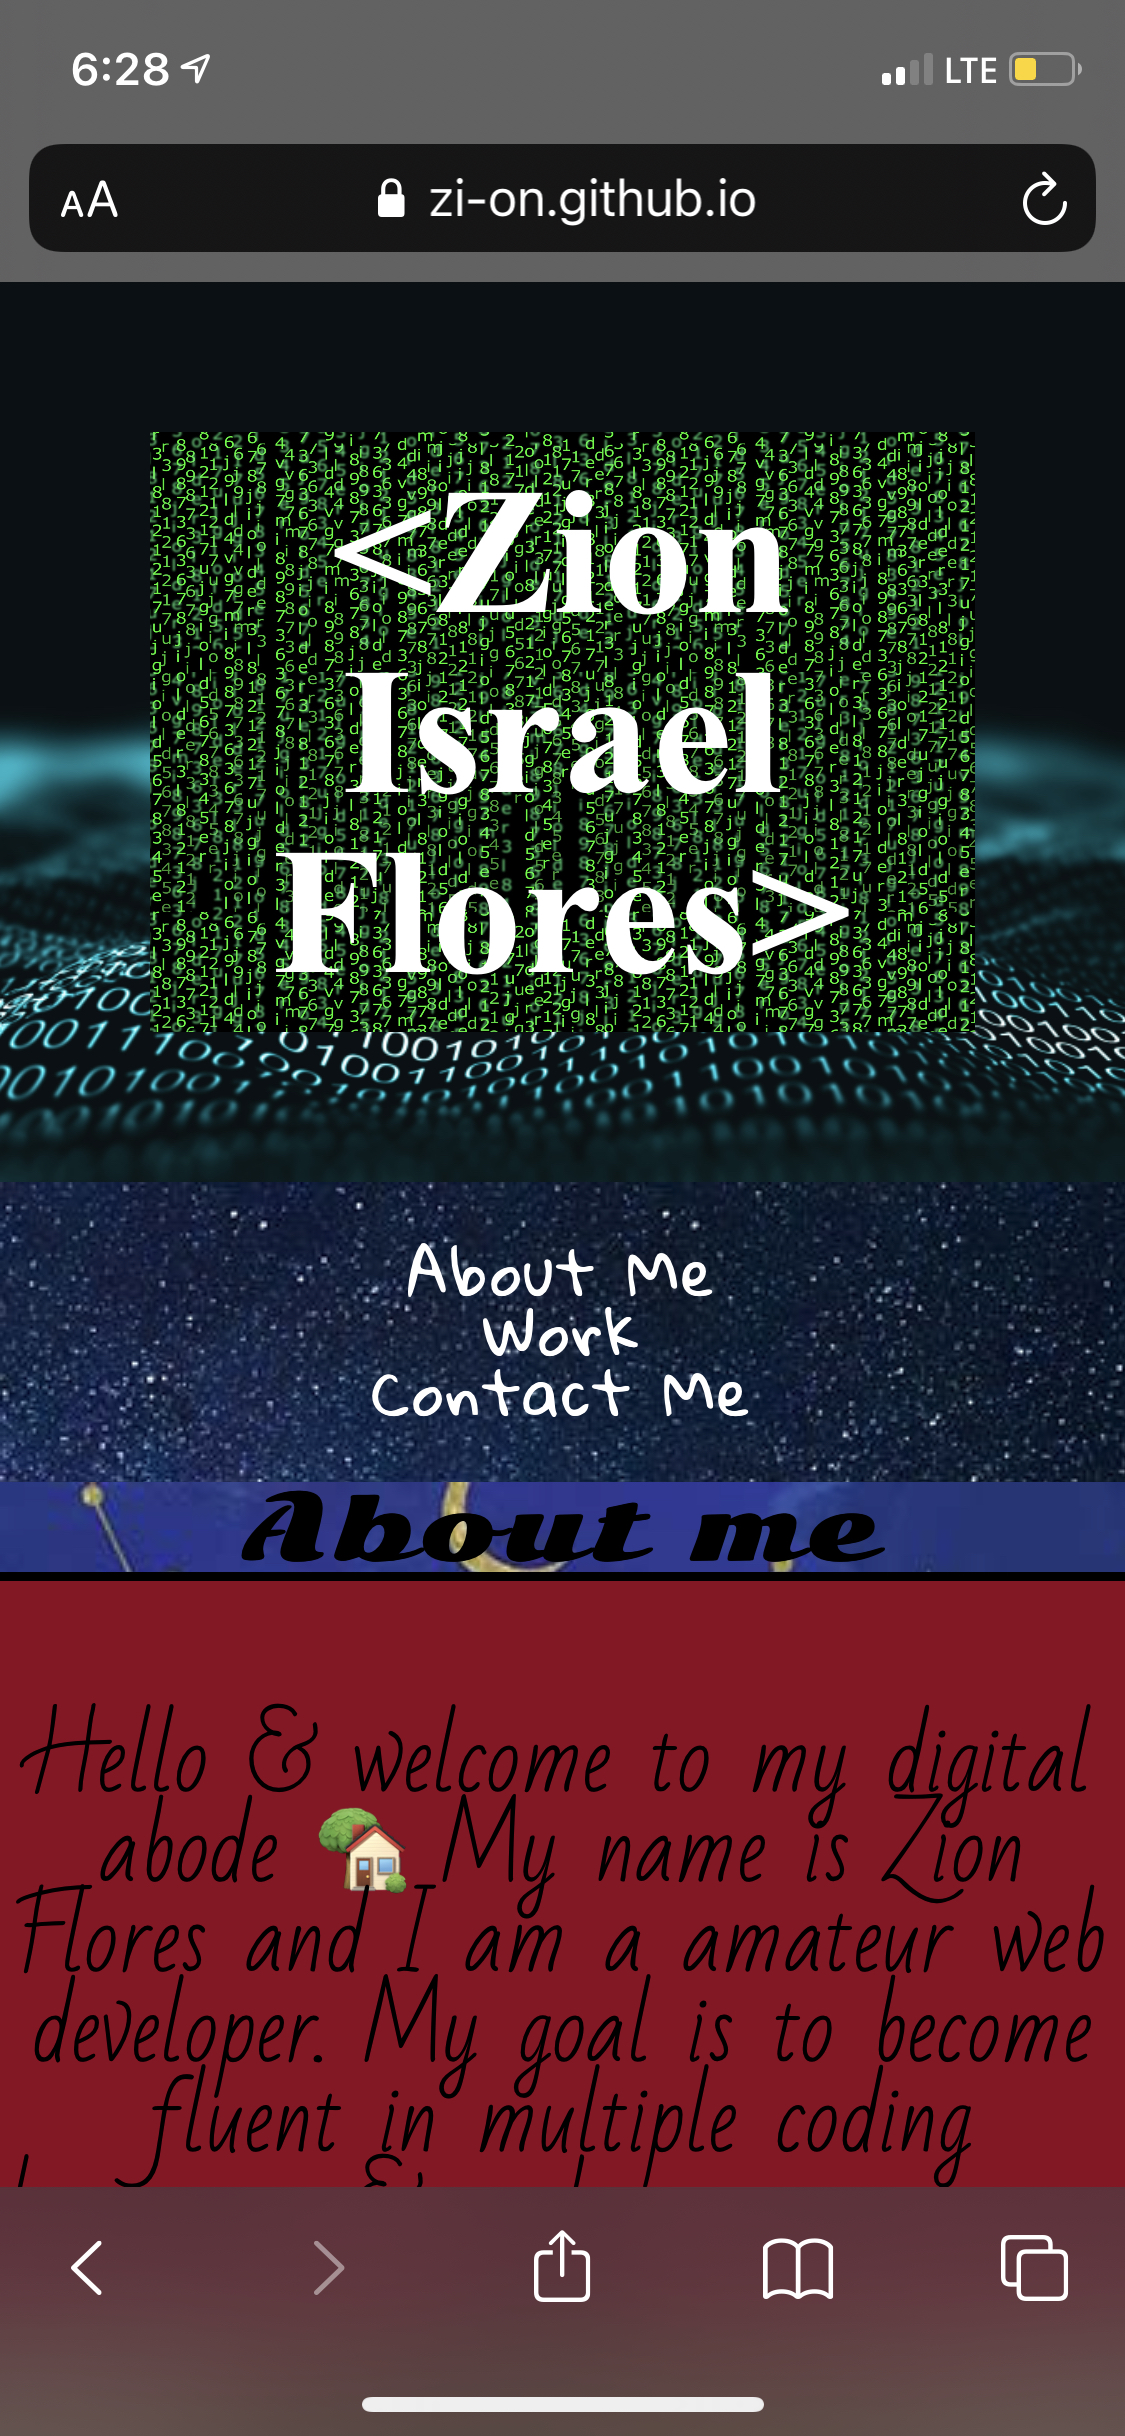 6:28
LTE
AA
zi-on.github.io
<Zion
Israel
Flores>
About Me
Work
Contact Me
About me
Hello & welcome to my digital
abode 🏡 My name is Zion
Flores and I am a amateur web
developer. My goal is to become
fluent in multiple coding